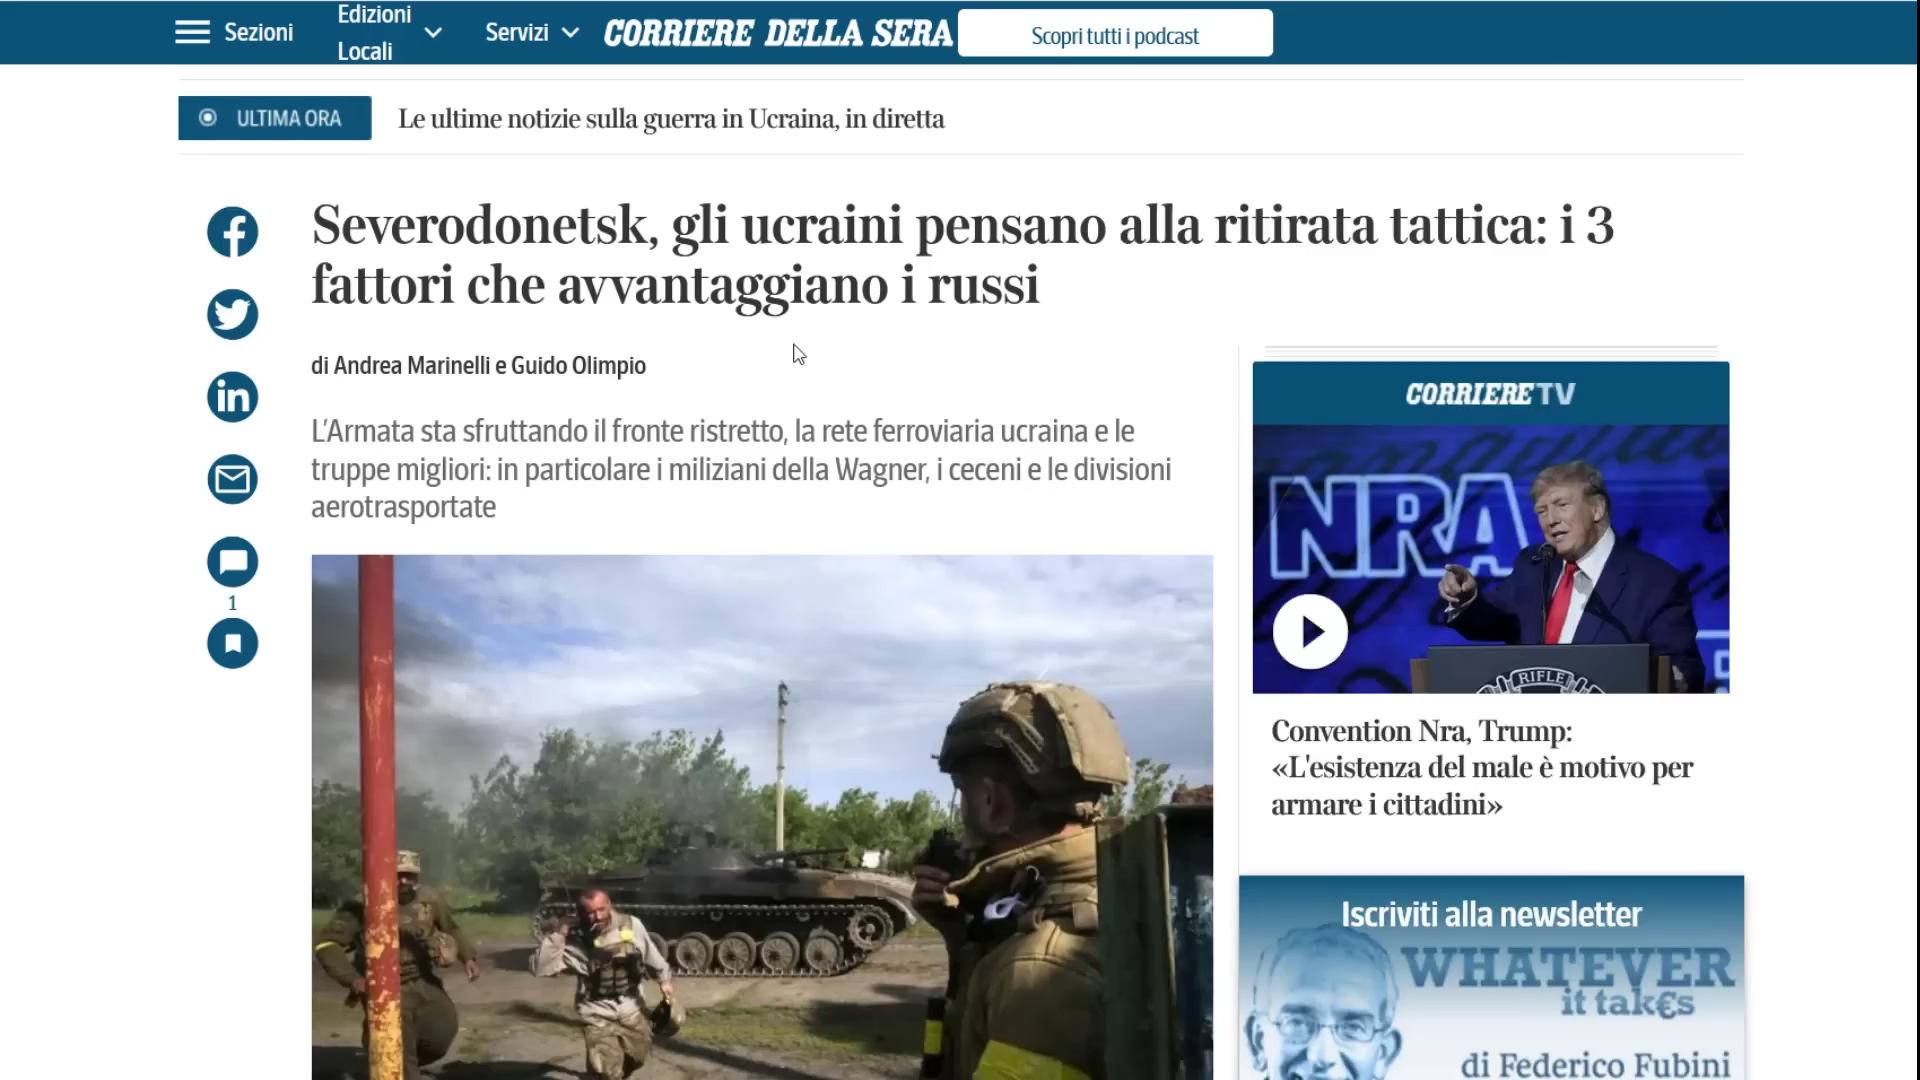 Sezioni
Edizioni
Locali
Servizi
CORRIERE DELLA SERA
Scopri tutti i podcast
ULTIMA ORA
Le ultime notizie sulla guerra in Ucraina, in diretta
Severodonetsk, gli ucraini pensano alla ritirata tattica: i 3
fattori che avvantaggiano i russi
di Andrea Marinelli e Guido Olimpio
L'Armata sta sfruttando il fronte ristretto, la rete ferroviaria ucraina e le
truppe migliori: in particolare i miliziani della Wagner, i ceceni e le divisioni
aerotrasportate
1
CORRIERE TV
NRA
RIFLE
Convention Nra, Trump:
«L'esistenza del male è motivo per
armare i cittadini»
Iscriviti alla newsletter
WHATEVER
it tak€s
di Federico Fubini